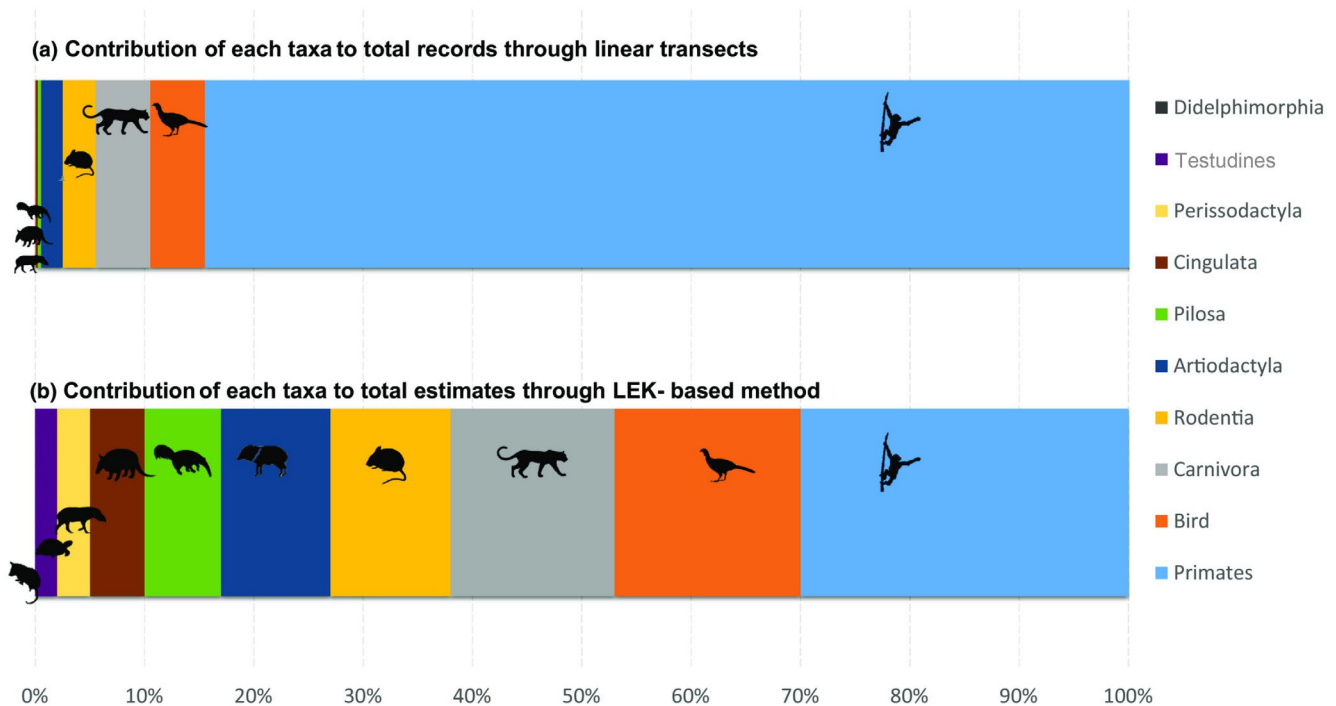 (a) Contribution of each taxa to total records through linear transects
Didelphimorphia
Testudines
Perissodactyla
Cingulata
Pilosa
(b) Contribution of each taxa to total estimates through LEK- based method
Artiodactyla
Rodentia
Carnivora
Bird
Primates
0% 10% 20% 30% 40% 50% 60% 70% 80% 90% 100%